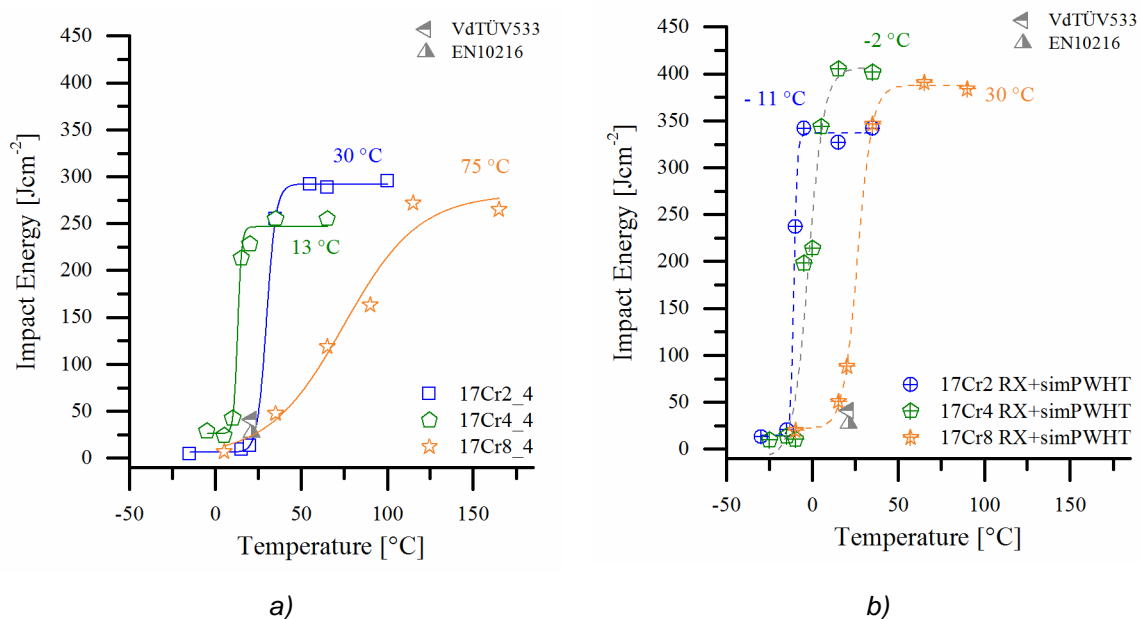 VdTÜV533
EN10216
450
400
350
300
250
200
150
100
50
0
Impact Energy [Jcm-2]
75 °C
30 °C
13 °C
17Cr2_4
17Cr4_4
17Cr8_4
-50 0 50 100 150
Temperature [°C]
a)
VdTÜV533
EN10216
450
400
350
300
250
200
150
100
50
0
Impact Energy [Jcm-2]
-2 °C
- 11 °C
30 °C
17Cr2 RX+simPWHT
17Cr4 RX+simPWHT
17Cr8 RX+simPWHT
-50 0 50 100 150
Temperature [°C]
b)